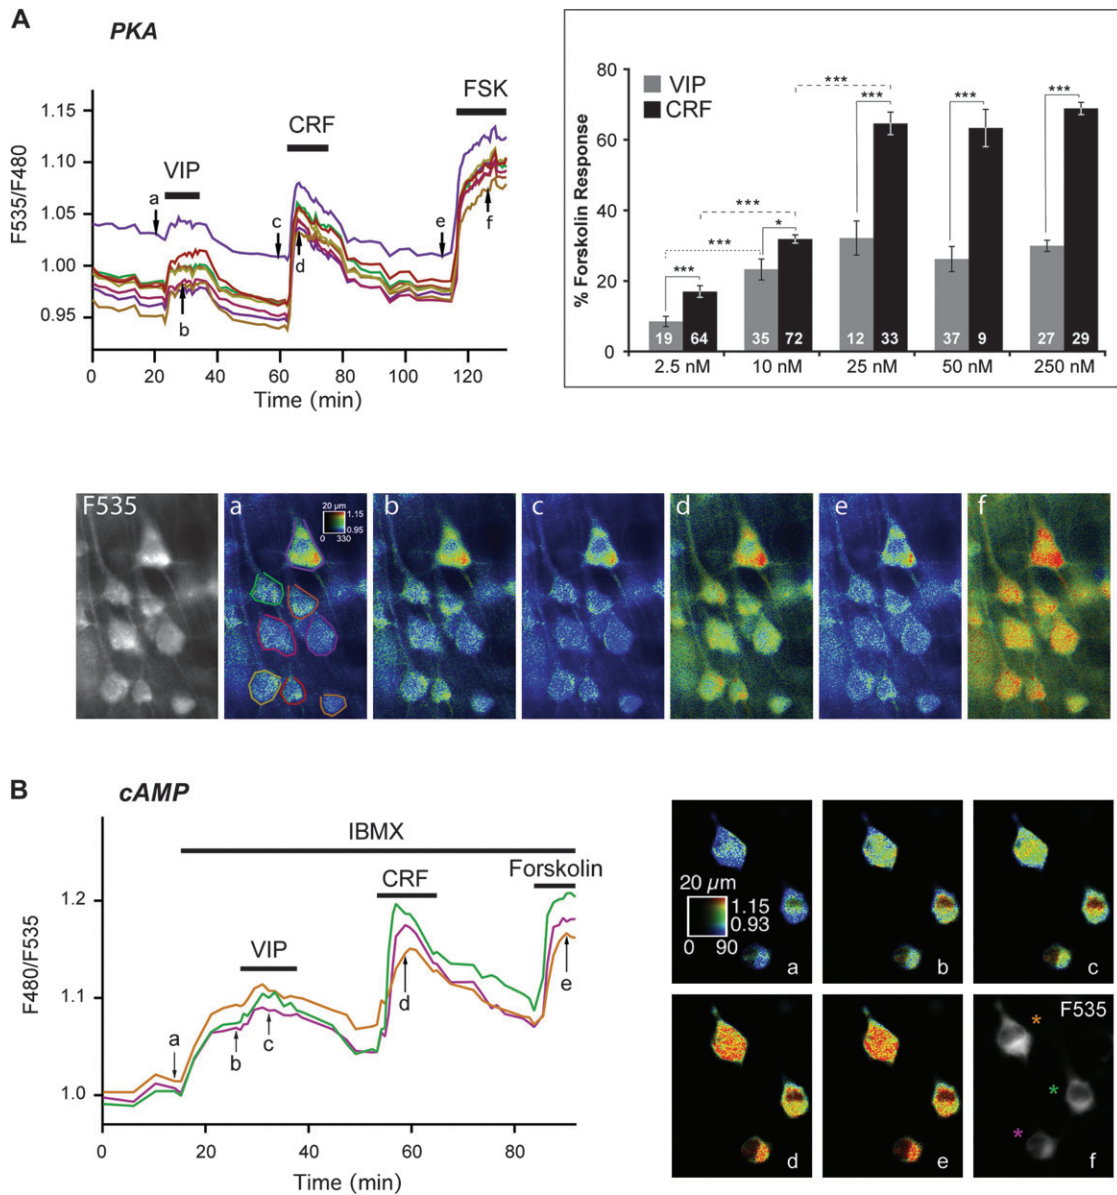 A
PKA
F535/F480
1.15
1.10
1.05
1.00
0.95
VIP
CRF
FSK
a
b
c
d
e
f
0
20
40
60
80
100
120
Time (min)
% Forskolin Response
80
60
40
20
0
VIP
CRF
***
***
***
***
*
***
***
***
***
19
64
35
72
12
33
37
9
27
29
2.5 nM
10 nM
25 nM
50 nM
250 nM
F535
a
20 µm
1.15
0.95
0 330
b
c
d
e
f
B
cAMP
F480/F535
1.2
1.1
1.0
IBMX
VIP
CRF
Forskolin
a
b
c
d
e
0
20
40
60
80
Time (min)
20 µm
1.15
0.93
0 90
a
b
c
d
e
F535
*
*
*
f